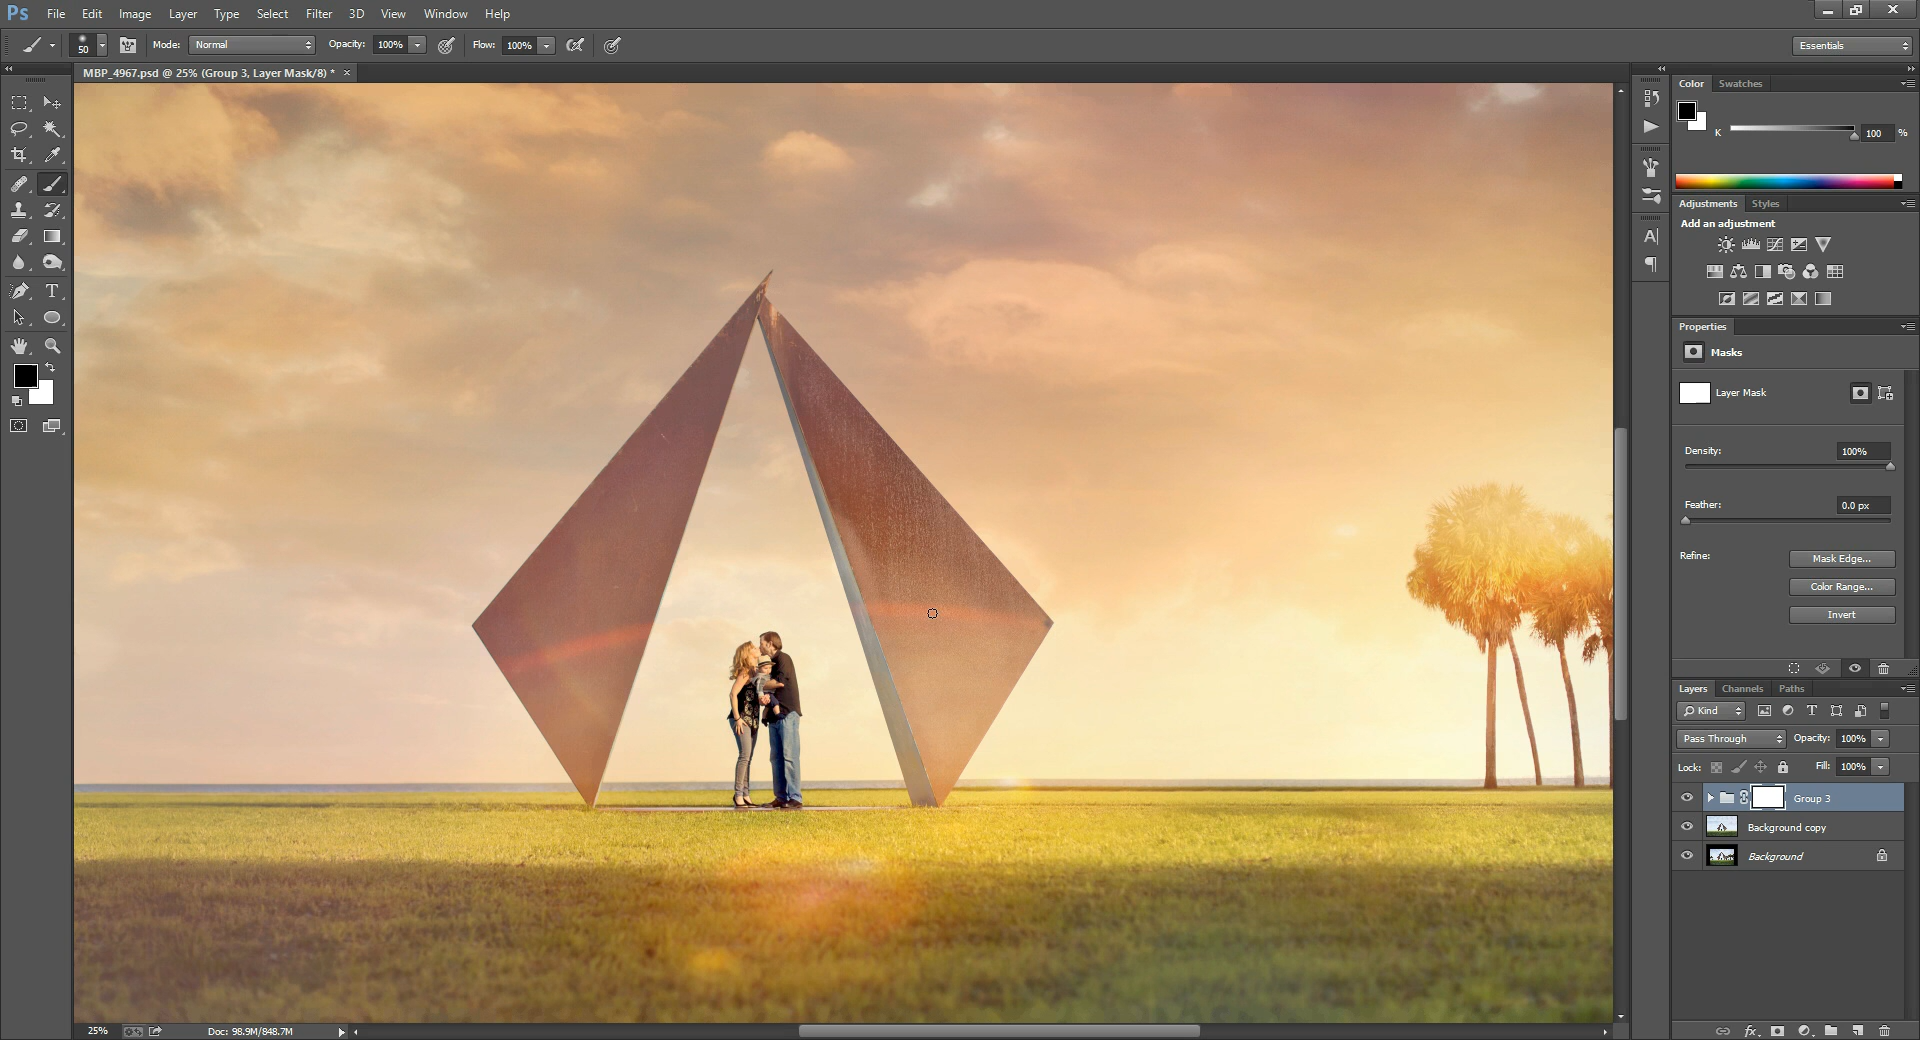 Ps File Edit Image Layer Type Select Filter 3D View Window Help
50 Mode: Normal Opacity: 100% Flow: 100% Essentials
MBP_4967.psd @ 25% (Group 3, Layer Mask/8) *
Color Swatches
K 100 %
Adjustments Styles
Add an adjustment
Properties
Masks
Layer Mask
Density: 100%
Feather: 0.0 px
Refine: Mask Edge...
Color Range...
Invert
Layers Channels Paths
Kind
Pass Through Opacity: 100%
Lock: Fill: 100%
Group 3
Background copy
Background
25% Doc: 98.9M/848.7M